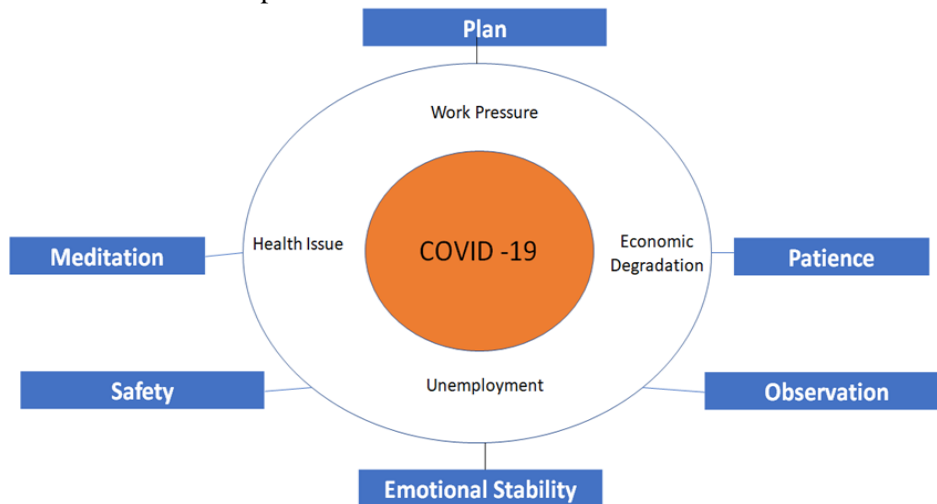 Plan
Work Pressure
Health Issue
COVID -19
Economic
Degradation
Meditation
Patience
Unemployment
Safety
Observation
Emotional Stability